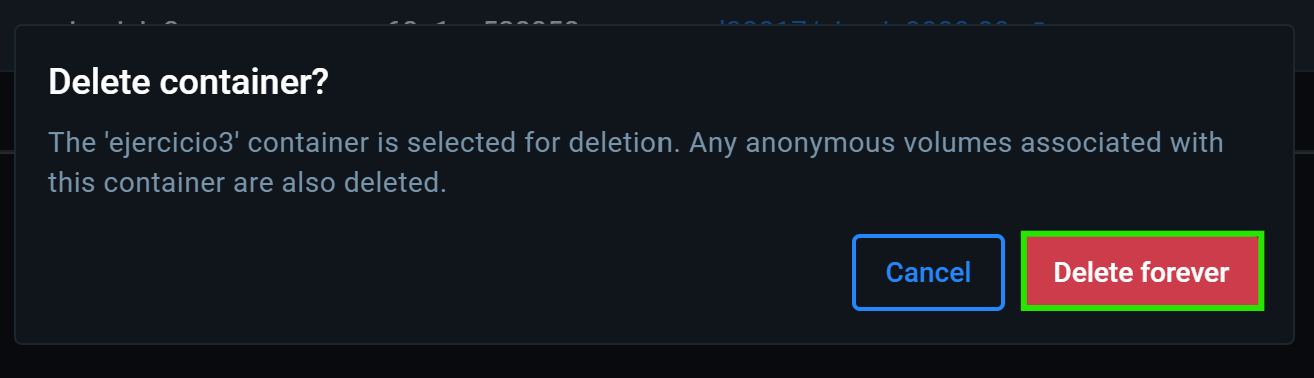 Delete container?
The 'ejercicio3' container is selected for deletion. Any anonymous volumes associated with
this container are also deleted.
Cancel
Delete forever